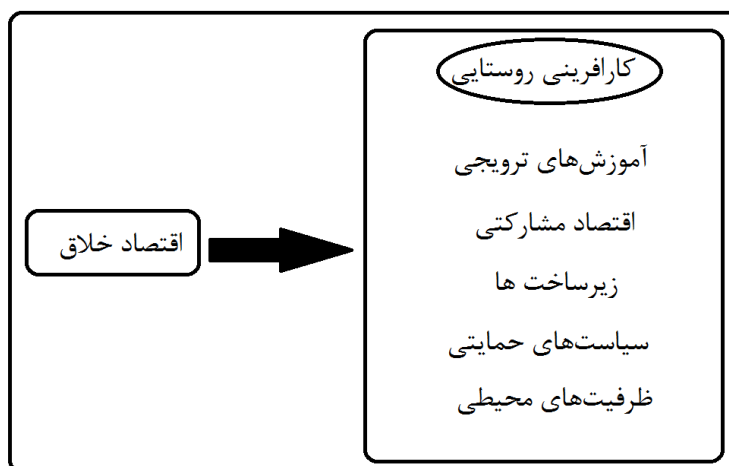 کارافرینی روستایی
آموزش‌های ترویجی
اقتصاد مشارکتی
اقتصاد خلاق
زیرساخت ها
سیاست‌های حمایتی
ظرفیت‌های محیطی